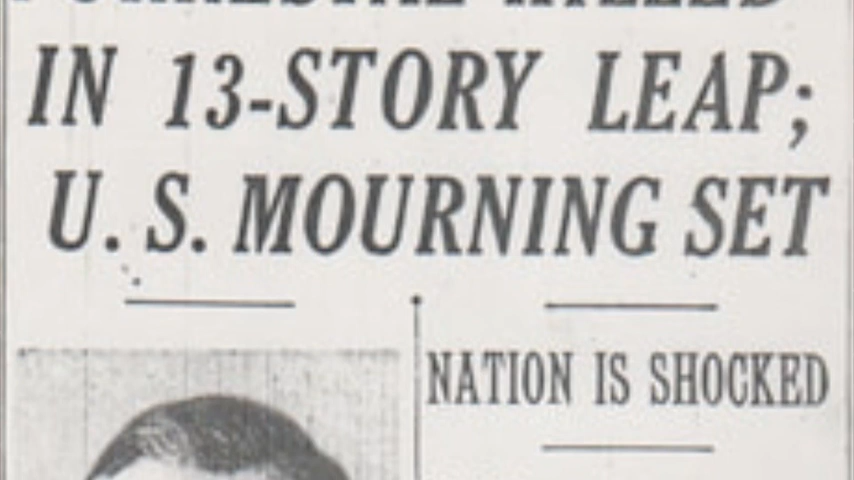 IN 13-STORY LEAP;
U. S. MOURNING SET
NATION IS SHOCKED